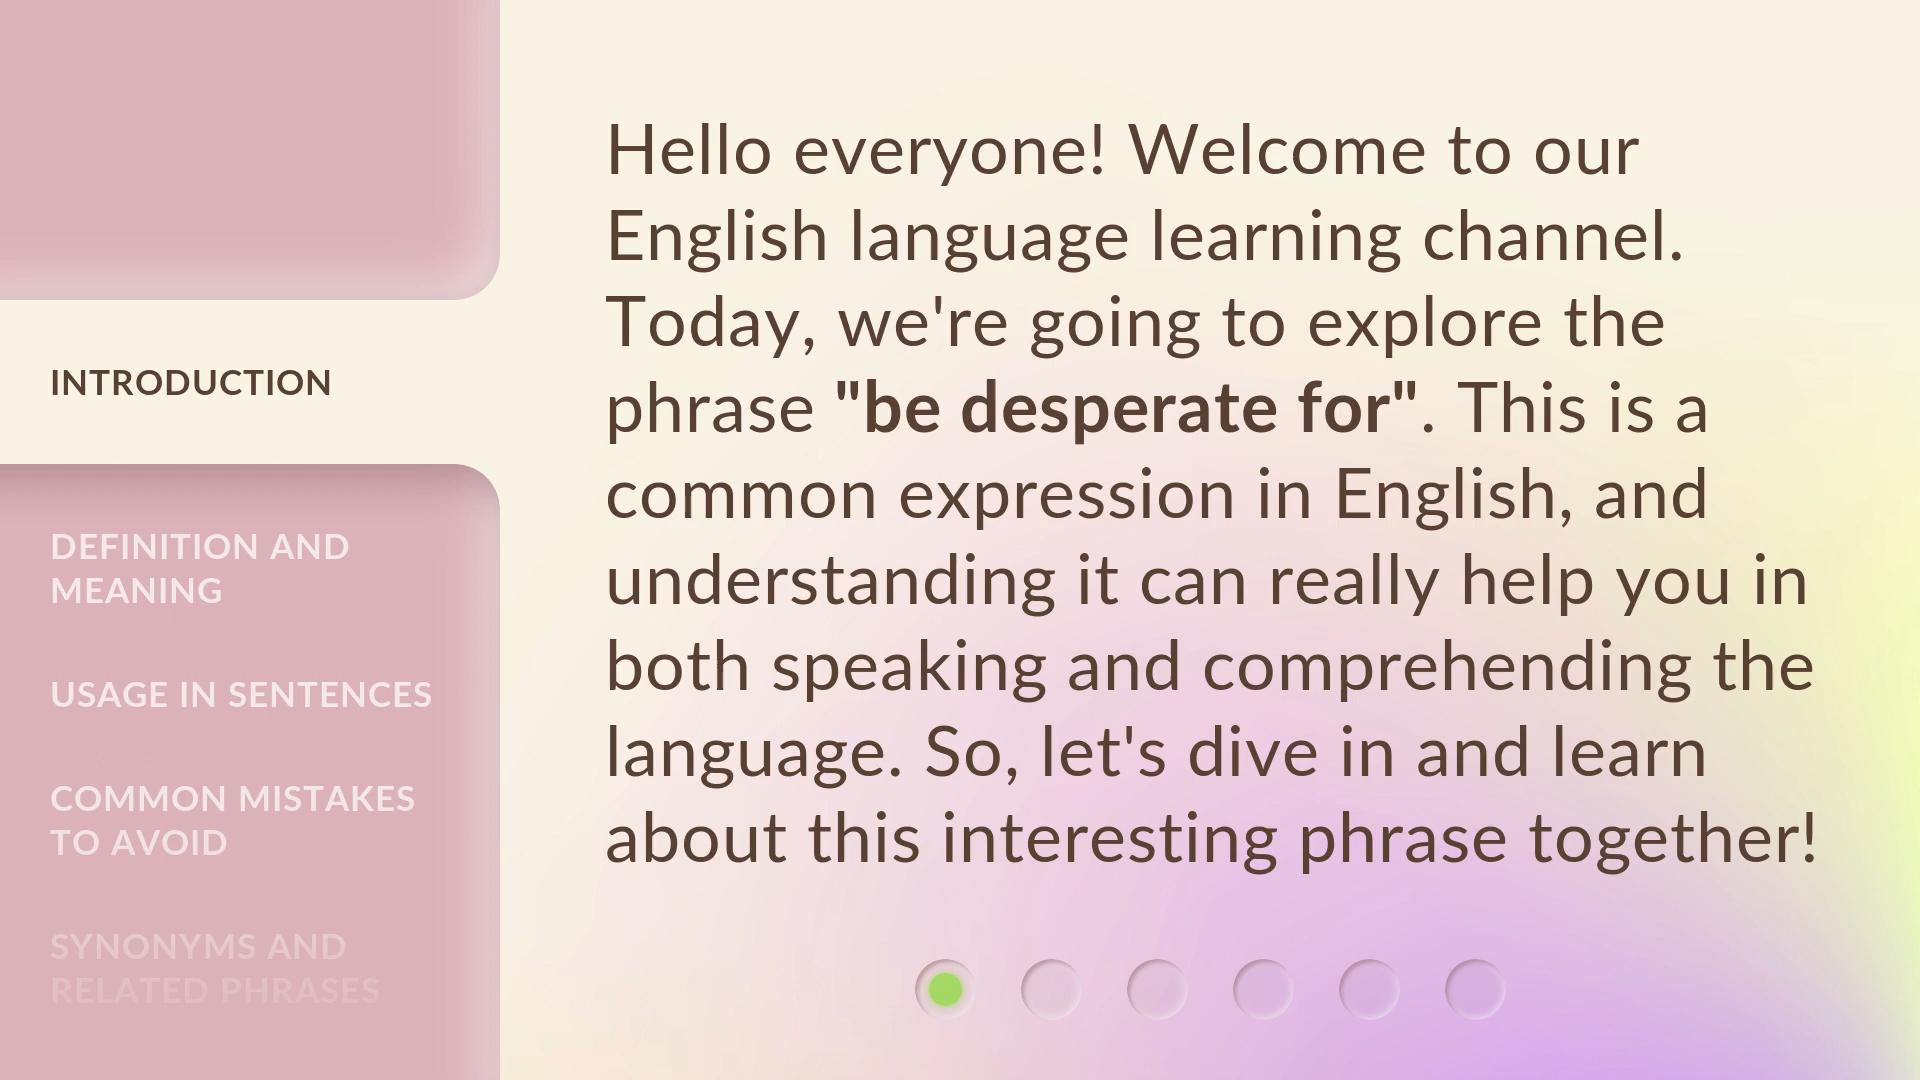 INTRODUCTION
DEFINITION AND
MEANING
USAGE IN SENTENCES
COMMON MISTAKES
TO AVOID
SYNONYMS AND
RELATED PHRASES
Hello everyone! Welcome to our
English language learning channel.
Today, we're going to explore the
phrase "be desperate for". This is a
common expression in English, and
understanding it can really help you in
both speaking and comprehending the
language. So, let's dive in and learn
about this interesting phrase together!